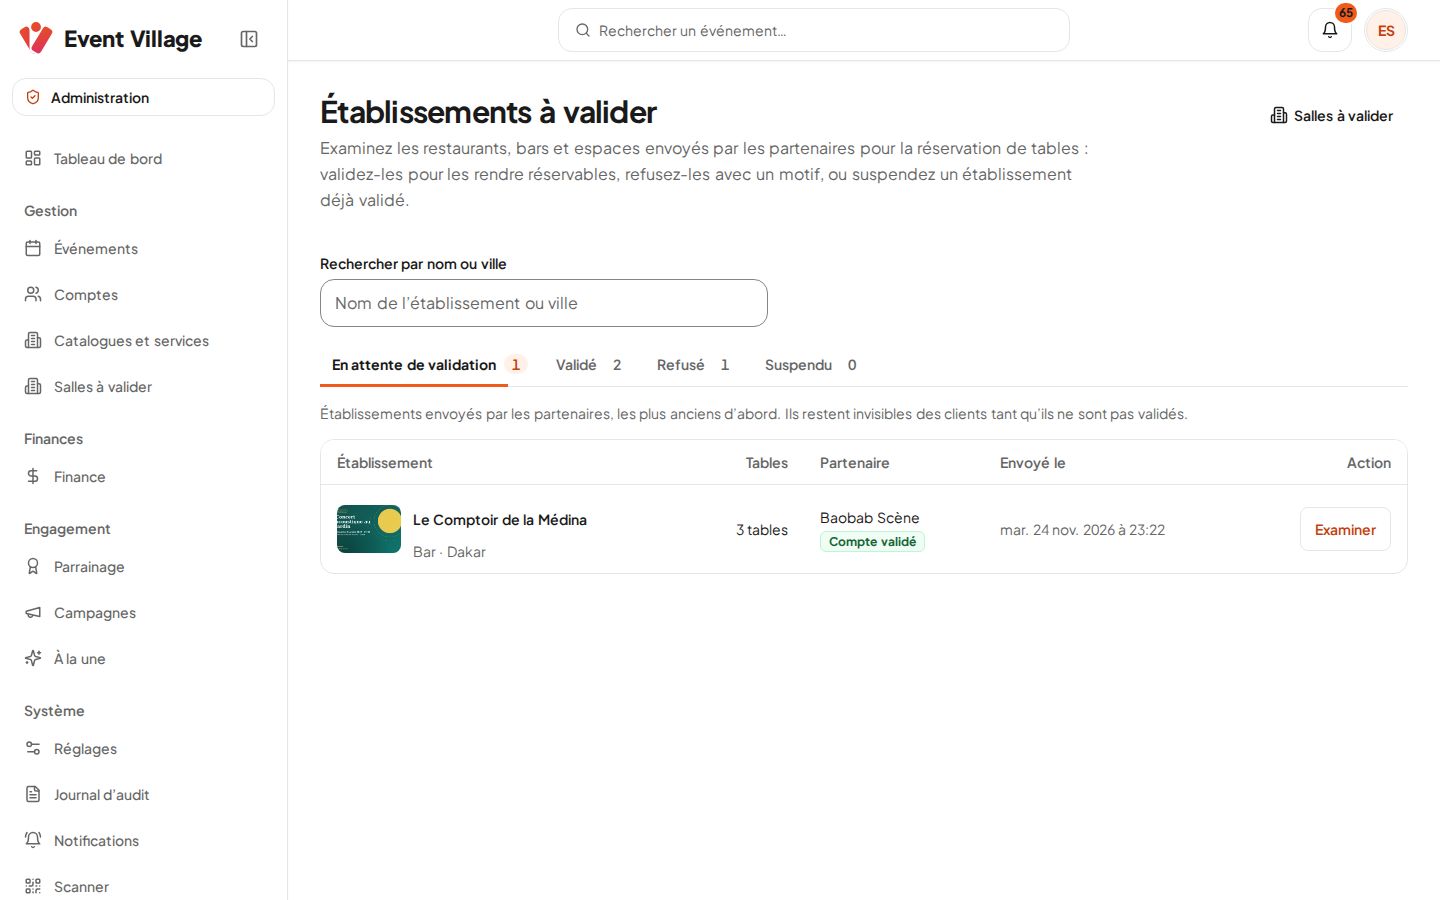 Event Village
Rechercher un événement…
65
ES
Administration
Tableau de bord
Gestion
Événements
Comptes
Catalogues et services
Salles à valider
Finances
Finance
Engagement
Parrainage
Campagnes
À la une
Système
Réglages
Journal d’audit
Notifications
Scanner
Établissements à valider
Salles à valider
Examinez les restaurants, bars et espaces envoyés par les partenaires pour la réservation de tables :
validez-les pour les rendre réservables, refusez-les avec un motif, ou suspendez un établissement
déjà validé.
Rechercher par nom ou ville
Nom de l’établissement ou ville
En attente de validation 1 Validé 2 Refusé 1 Suspendu 0
Établissements envoyés par les partenaires, les plus anciens d’abord. Ils restent invisibles des clients tant qu’ils ne sont pas validés.
Établissement Tables Partenaire Envoyé le Action
Concert
acoustique au
jardin
Le Comptoir de la Médina
Bar · Dakar
3 tables
Baobab Scène
Compte validé
mar. 24 nov. 2026 à 23:22
Examiner